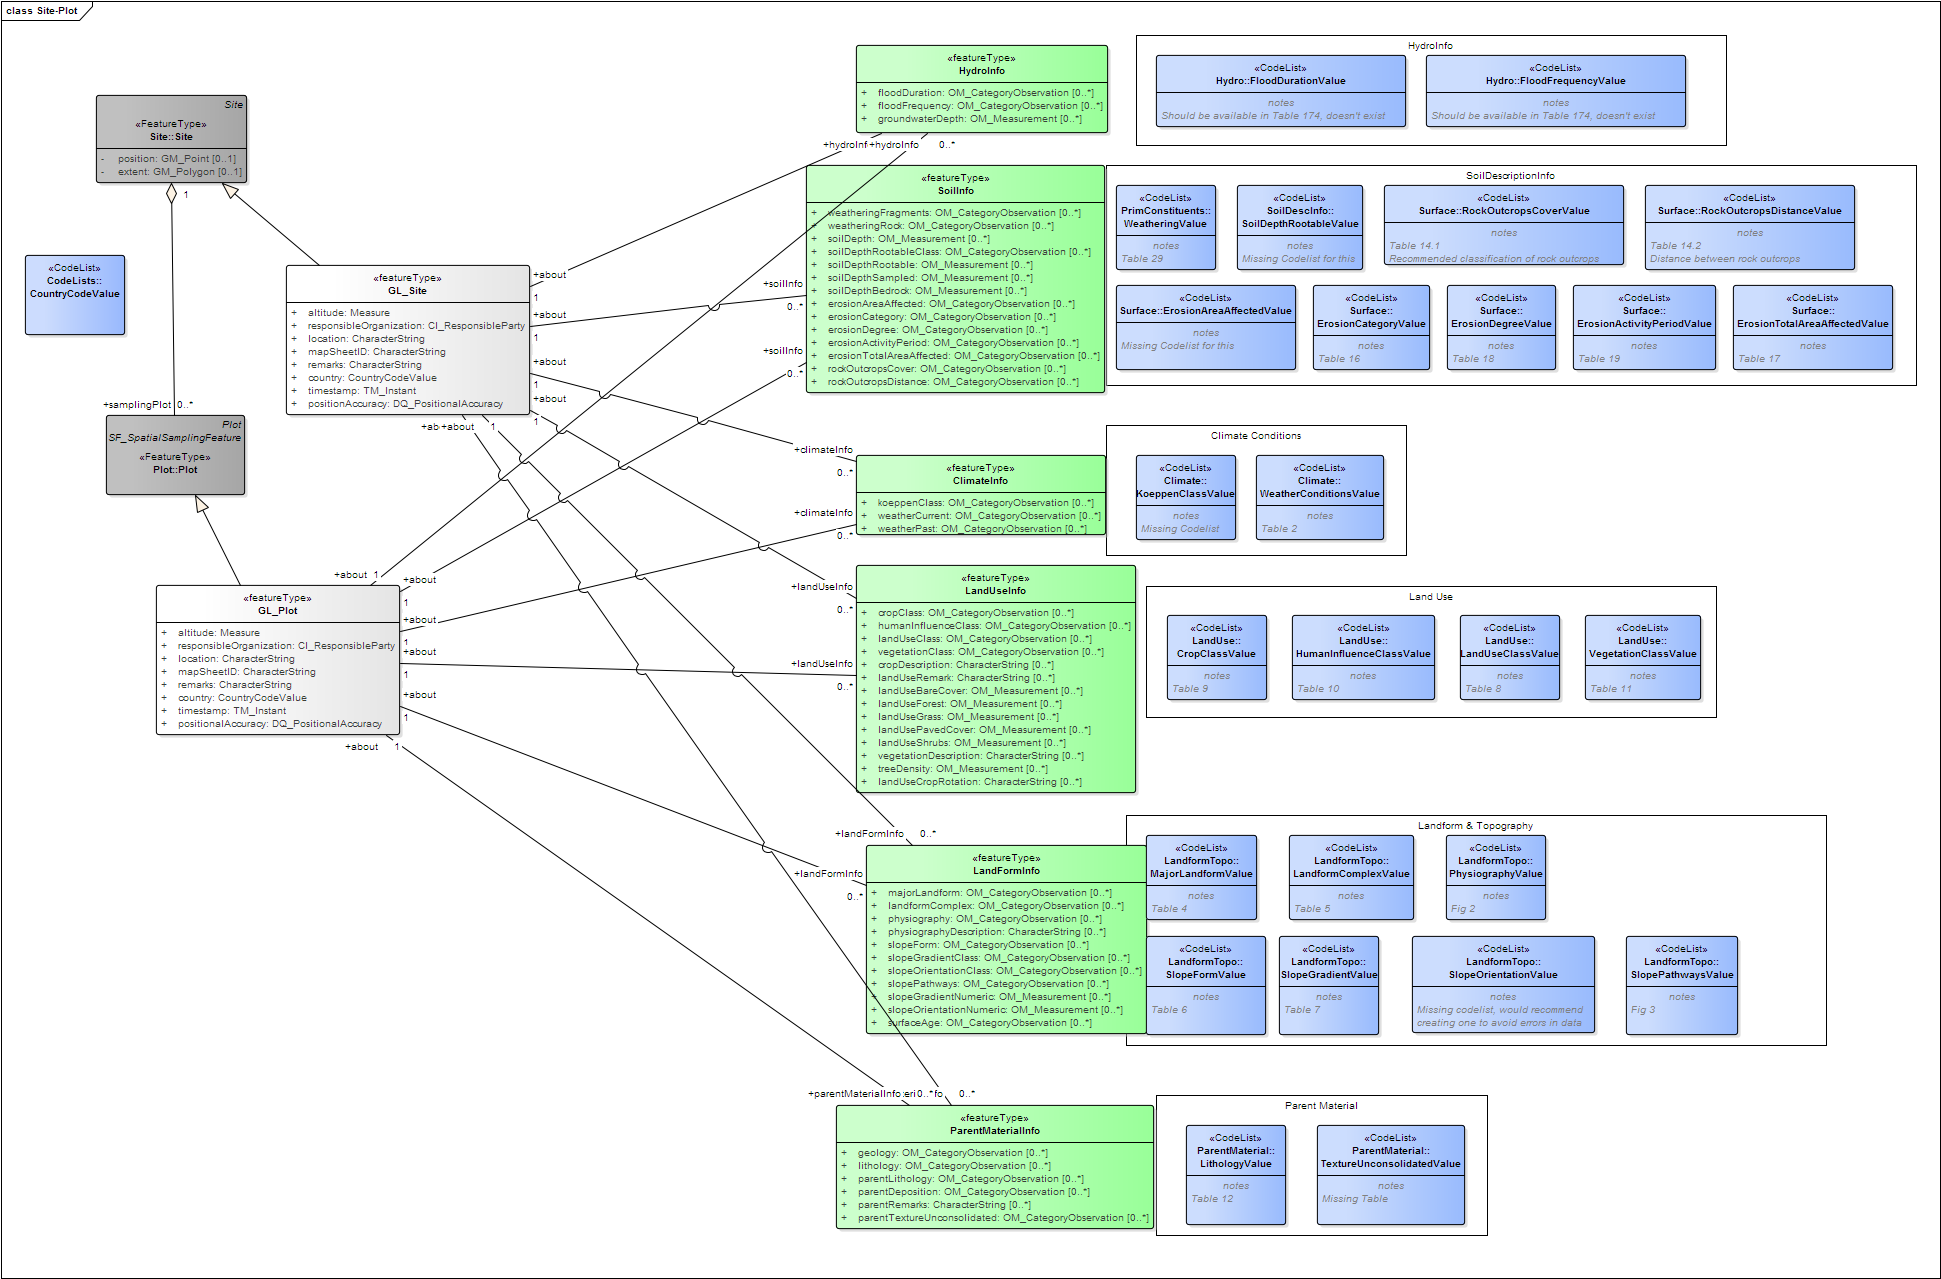 class Site-Plot
Site
«FeatureType»
Site::Site
- position: GM_Point [0..1]
- extent: GM_Polygon [0..1]
1
«CodeList»
CodeLists::
CountryCodeValue
+samplingPlot 0..*
Plot
SF_SpatialSamplingFeature
«FeatureType»
Plot::Plot
«featureType»
GL_Site
+ altitude: Measure
+ responsibleOrganization: CI_ResponsibleParty
+ location: CharacterString
+ mapSheetID: CharacterString
+ remarks: CharacterString
+ country: CountryCodeValue
+ timestamp: TM_Instant
+ positionAccuracy: DQ_PositionalAccuracy
+about
1
+about
1
+about
1
+about
1
+ab+about 1
«featureType»
GL_Plot
+ altitude: Measure
+ responsibleOrganization: CI_ResponsibleParty
+ location: CharacterString
+ mapSheetID: CharacterString
+ remarks: CharacterString
+ country: CountryCodeValue
+ timestamp: TM_Instant
+ positionalAccuracy: DQ_PositionalAccuracy
+about 1
+about
1
+about
1
+about
1
+about
1
+about 1
«featureType»
HydroInfo
+ floodDuration: OM_CategoryObservation [0..*]
+ floodFrequency: OM_CategoryObservation [0..*]
+ groundwaterDepth: OM_Measurement [0..*]
+hydroInf+hydroInfo 0..*
HydroInfo
«CodeList»
Hydro::FloodDurationValue
notes
Should be available in Table 174, doesn't exist
«CodeList»
Hydro::FloodFrequencyValue
notes
Should be available in Table 174, doesn't exist
«featureType»
SoilInfo
+ weatheringFragments: OM_CategoryObservation [0..*]
+ weatheringRock: OM_CategoryObservation [0..*]
+ soilDepth: OM_Measurement [0..*]
+ soilDepthRootableClass: OM_CategoryObservation [0..*]
+ soilDepthRootable: OM_Measurement [0..*]
+ soilDepthSampled: OM_Measurement [0..*]
+ soilDepthBedrock: OM_Measurement [0..*]
+ erosionAreaAffected: OM_CategoryObservation [0..*]
+ erosionCategory: OM_CategoryObservation [0..*]
+ erosionDegree: OM_CategoryObservation [0..*]
+ erosionActivityPeriod: OM_CategoryObservation [0..*]
+ erosionTotalAreaAffected: OM_CategoryObservation [0..*]
+ rockOutcropsCover: OM_CategoryObservation [0..*]
+ rockOutcropsDistance: OM_CategoryObservation [0..*]
+soilInfo
0..*
+soilInfo
0..*
SoilDescriptionInfo
«CodeList»
PrimConstituents::
WeatheringValue
notes
Table 29
«CodeList»
SoilDescInfo::
SoilDepthRootableValue
notes
Missing Codelist for this
«CodeList»
Surface::RockOutcropsCoverValue
notes
Table 14.1
Recommended classification of rock outcrops
«CodeList»
Surface::RockOutcropsDistanceValue
notes
Table 14.2
Distance between rock outcrops
«CodeList»
Surface::ErosionAreaAffectedValue
notes
Missing Codelist for this
«CodeList»
Surface::
ErosionCategoryValue
notes
Table 16
«CodeList»
Surface::
ErosionDegreeValue
notes
Table 18
«CodeList»
Surface::
ErosionActivityPeriodValue
notes
Table 19
«CodeList»
Surface::
ErosionTotalAreaAffectedValue
notes
Table 17
+climateInfo
0..*
+climateInfo
0..*
«featureType»
ClimateInfo
+ koeppenClass: OM_CategoryObservation [0..*]
+ weatherCurrent: OM_CategoryObservation [0..*]
+ weatherPast: OM_CategoryObservation [0..*]
Climate Conditions
«CodeList»
Climate::
KoeppenClassValue
notes
Missing Codelist
«CodeList»
Climate::
WeatherConditionsValue
notes
Table 2
+landUseInfo
0..*
+landUseInfo
0..*
«featureType»
LandUseInfo
+ cropClass: OM_CategoryObservation [0..*]
+ humanInfluenceClass: OM_CategoryObservation [0..*]
+ landUseClass: OM_CategoryObservation [0..*]
+ vegetationClass: OM_CategoryObservation [0..*]
+ cropDescription: CharacterString [0..*]
+ landUseRemark: CharacterString [0..*]
+ landUseBareCover: OM_Measurement [0..*]
+ landUseForest: OM_Measurement [0..*]
+ landUseGrass: OM_Measurement [0..*]
+ landUsePavedCover: OM_Measurement [0..*]
+ landUseShrubs: OM_Measurement [0..*]
+ vegetationDescription: CharacterString [0..*]
+ treeDensity: OM_Measurement [0..*]
+ landUseCropRotation: CharacterString [0..*]
Land Use
«CodeList»
LandUse::
CropClassValue
notes
Table 9
«CodeList»
LandUse::
HumanInfluenceClassValue
notes
Table 10
«CodeList»
LandUse::
LandUseClassValue
notes
Table 8
«CodeList»
LandUse::
VegetationClassValue
notes
Table 11
+landFormInfo 0..*
+landFormInfo
0..*
«featureType»
LandFormInfo
+ majorLandform: OM_CategoryObservation [0..*]
+ landformComplex: OM_CategoryObservation [0..*]
+ physiography: OM_CategoryObservation [0..*]
+ physiographyDescription: CharacterString [0..*]
+ slopeForm: OM_CategoryObservation [0..*]
+ slopeGradientClass: OM_CategoryObservation [0..*]
+ slopeOrientationClass: OM_CategoryObservation [0..*]
+ slopePathways: OM_CategoryObservation [0..*]
+ slopeGradientNumeric: OM_Measurement [0..*]
+ slopeOrientationNumeric: OM_Measurement [0..*]
+ surfaceAge: OM_CategoryObservation [0..*]
Landform & Topography
«CodeList»
LandformTopo::
MajorLandformValue
notes
Table 4
«CodeList»
LandformTopo::
LandformComplexValue
notes
Table 5
«CodeList»
LandformTopo::
PhysiographyValue
notes
Fig 2
«CodeList»
LandformTopo::
SlopeFormValue
notes
Table 6
«CodeList»
LandformTopo::
SlopeGradientValue
notes
Table 7
«CodeList»
LandformTopo::
SlopeOrientationValue
notes
Missing codelist, would recommend
creating one to avoid errors in data
«CodeList»
LandformTopo::
SlopePathwaysValue
notes
Fig 3
+parentMaterialInfo 0..* fo 0..*
«featureType»
ParentMaterialInfo
+ geology: OM_CategoryObservation [0..*]
+ lithology: OM_CategoryObservation [0..*]
+ parentLithology: OM_CategoryObservation [0..*]
+ parentDeposition: OM_CategoryObservation [0..*]
+ parentRemarks: CharacterString [0..*]
+ parentTextureUnconsolidated: OM_CategoryObservation [0..*]
Parent Material
«CodeList»
ParentMaterial::
LithologyValue
notes
Table 12
«CodeList»
ParentMaterial::
TextureUnconsolidatedValue
notes
Missing Table